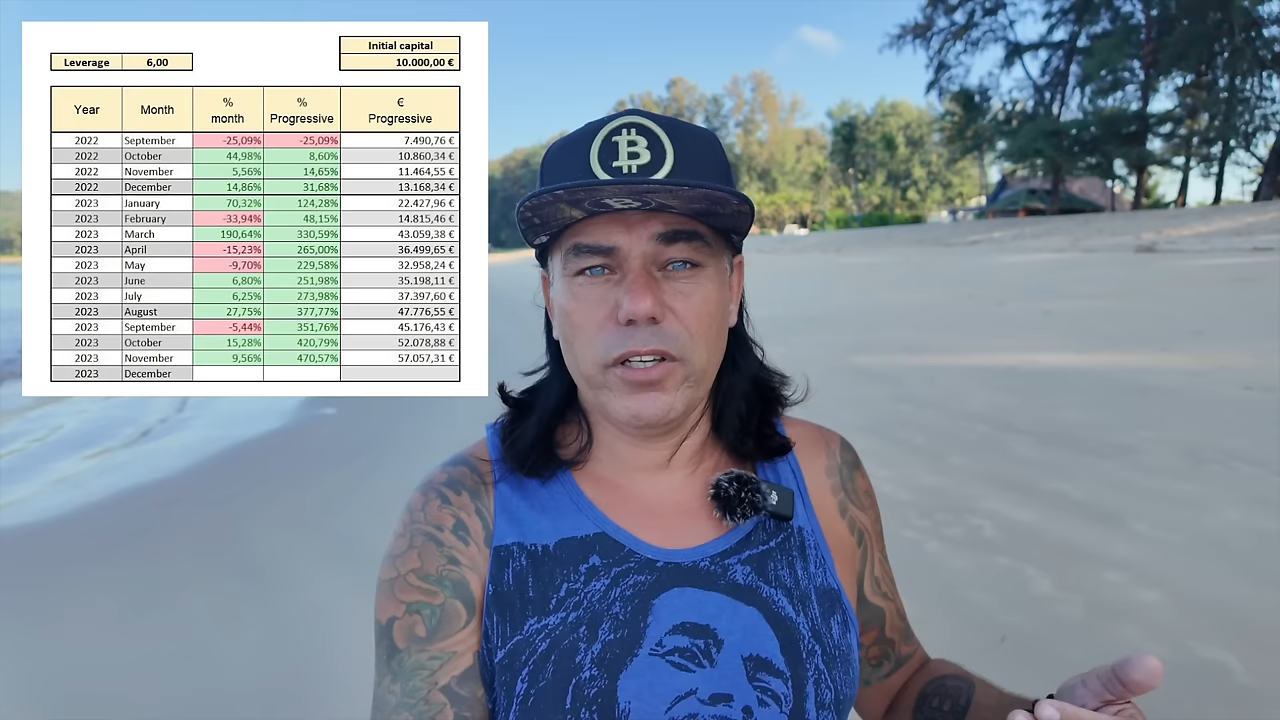 Initial capital
Leverage 6,00 10.000,00 €
Year Month % month % Progressive € Progressive
2022 September -25,09% -25,09% 7.490,76 €
2022 October 44,98% 8,60% 10.860,34 €
2022 November 5,56% 14,65% 11.464,55 €
2022 December 14,86% 31,68% 13.168,34 €
2023 January 70,32% 124,28% 22.427,96 €
2023 February -33,94% 48,15% 14.815,46 €
2023 March 190,64% 330,59% 43.059,38 €
2023 April -15,23% 265,00% 36.499,65 €
2023 May -9,70% 229,58% 32.958,24 €
2023 June 6,80% 251,98% 35.198,11 €
2023 July 6,25% 273,98% 37.397,60 €
2023 August 27,75% 377,77% 47.776,55 €
2023 September -5,44% 351,76% 45.176,43 €
2023 October 15,28% 420,79% 52.078,88 €
2023 November 9,56% 470,57% 57.057,31 €
2023 December